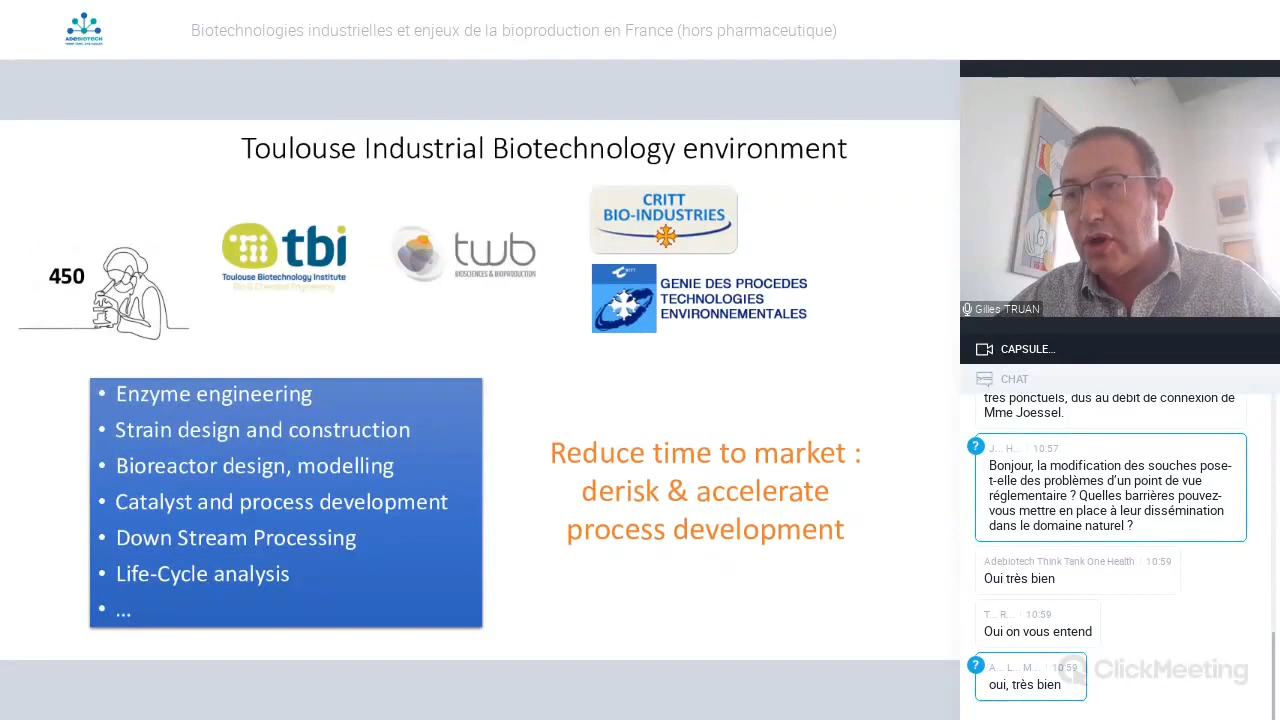 ADEBIOTECH
Biotechnologies industrielles et enjeux de la bioproduction en France (hors pharmaceutique)
Toulouse Industrial Biotechnology environment
450
tbi
Toulouse Biotechnology Institute
Bio & Chemical Engineering
twb
BIOSCIENCES & BIOPRODUCTION
CRITT
BIO-INDUSTRIES
CRITT
GENIE DES PROCEDES
TECHNOLOGIES
ENVIRONNEMENTALES
• Enzyme engineering
• Strain design and construction
• Bioreactor design, modelling
• Catalyst and process development
• Down Stream Processing
• Life-Cycle analysis
• ...
Reduce time to market :
derisk & accelerate
process development
Gilles TRUAN
CAPSULE...
CHAT
très ponctuels, dus au débit de connexion de
Mme Joessel.
?
J... H... 10:57
Bonjour, la modification des souches pose-
t-elle des problèmes d'un point de vue
réglementaire ? Quelles barrières pouvez-
vous mettre en place à leur dissémination
dans le domaine naturel ?
Adebiotech Think Tank One Health 10:59
Oui très bien
T... R... 10:59
Oui on vous entend
?
A... L... M... 10:59
oui, très bien
ClickMeeting